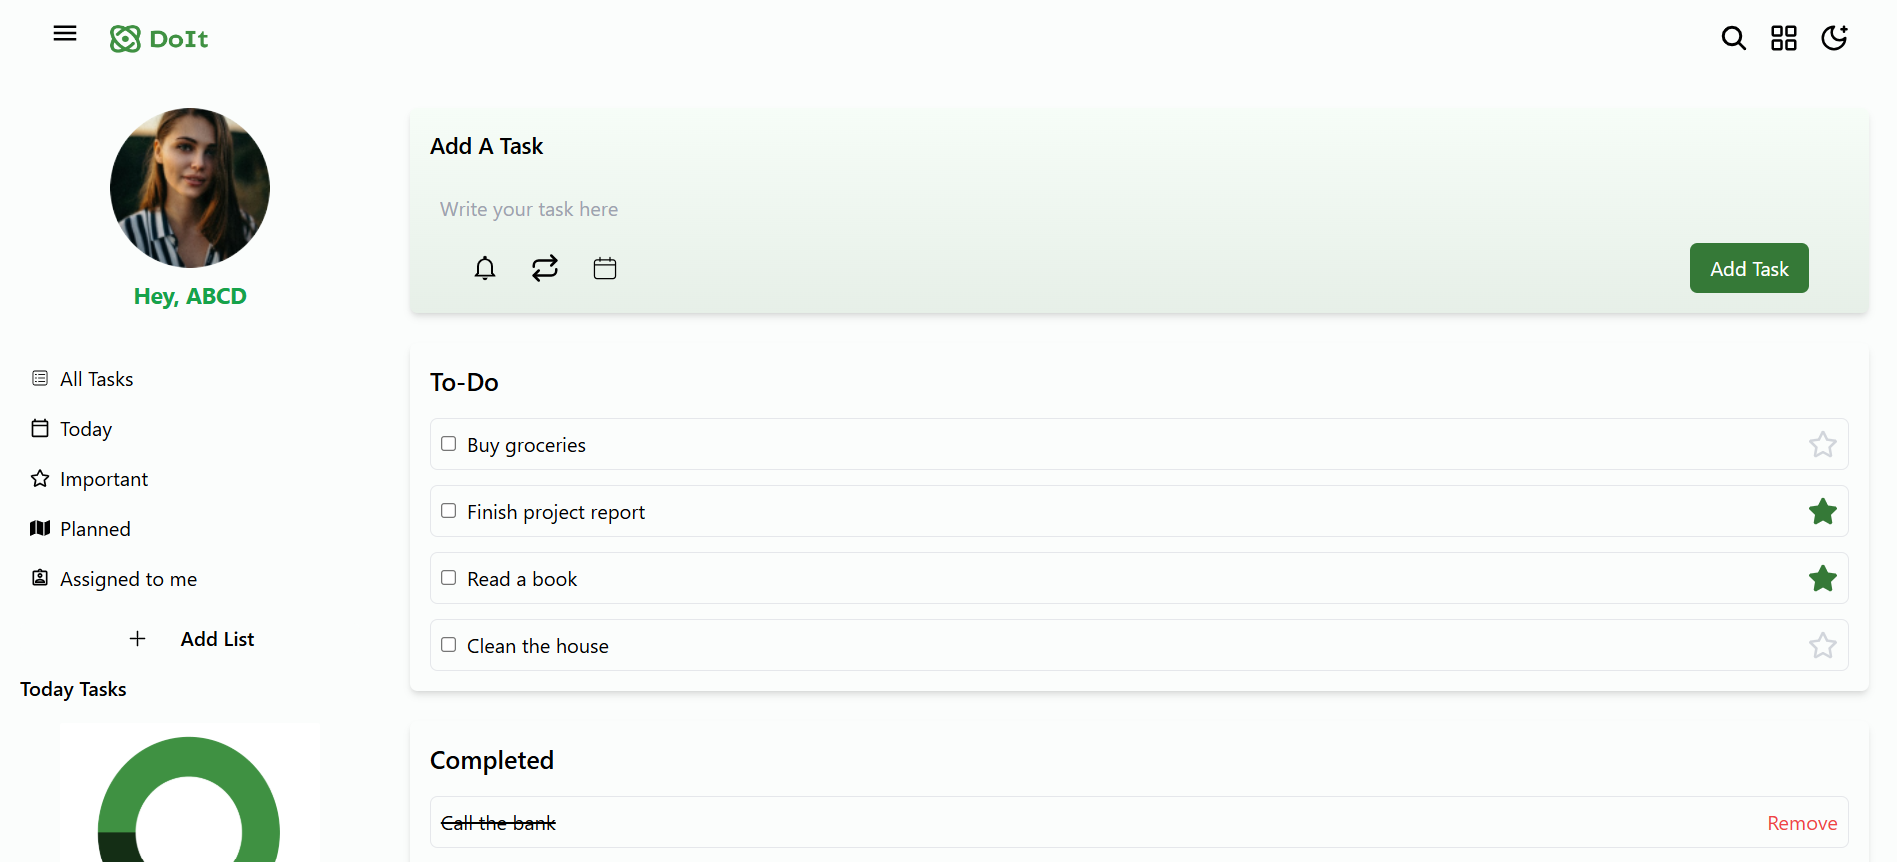 DoIt
Hey, ABCD
All Tasks
Today
Important
Planned
Assigned to me
Add List
Today Tasks
Add A Task
Write your task here
Add Task
To-Do
Buy groceries
Finish project report
Read a book
Clean the house
Completed
Call the bank
Remove